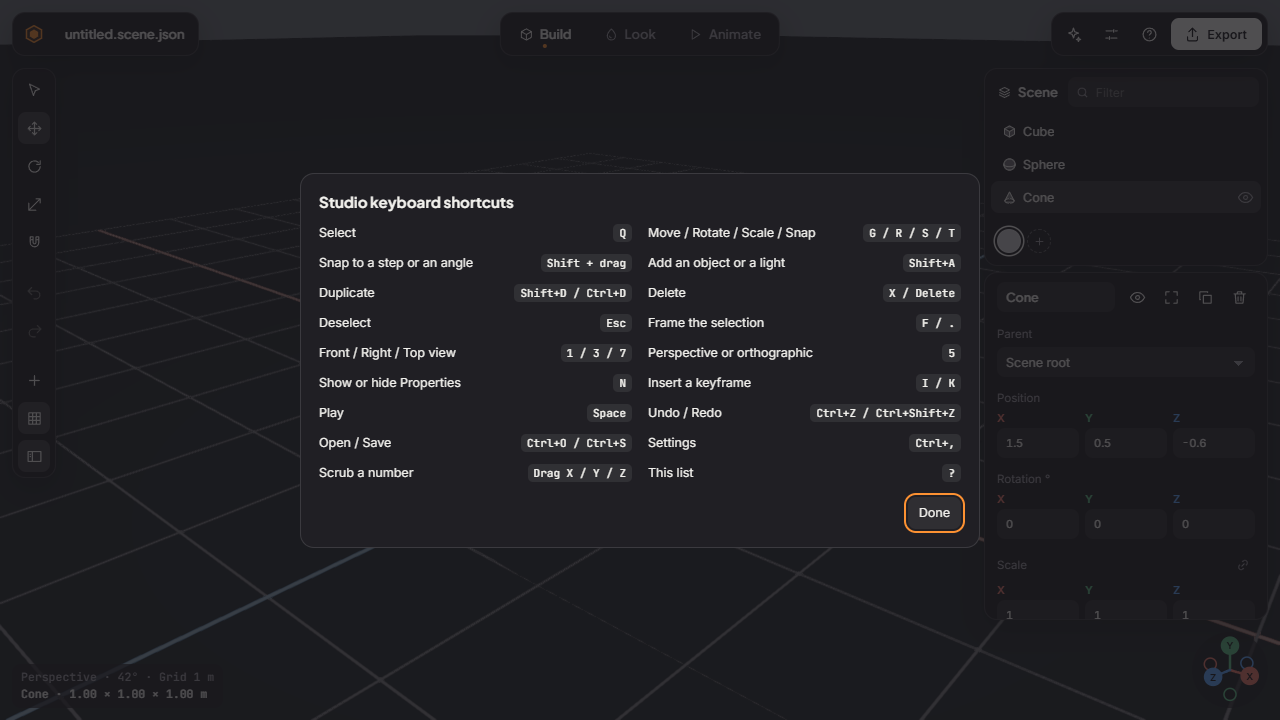 untitled.scene.json
Build
Look
Animate
Export
Scene
Filter
Cube
Sphere
Cone
Studio keyboard shortcuts
Select Q
Move / Rotate / Scale / Snap G / R / S / T
Snap to a step or an angle Shift + drag
Add an object or a light Shift+A
Duplicate Shift+D / Ctrl+D
Delete X / Delete
Deselect Esc
Frame the selection F / .
Front / Right / Top view 1 / 3 / 7
Perspective or orthographic 5
Show or hide Properties N
Insert a keyframe I / K
Play Space
Undo / Redo Ctrl+Z / Ctrl+Shift+Z
Open / Save Ctrl+O / Ctrl+S
Settings Ctrl+,
Scrub a number Drag X / Y / Z
This list ?
Done
Cone
Parent
Scene root
Position
X Y Z
1.5 0.5 -0.6
Rotation °
X Y Z
0 0 0
Scale
X Y Z
1 1 1
Perspective · 42° · Grid 1 m
Cone · 1.00 × 1.00 × 1.00 m
Y
Z X